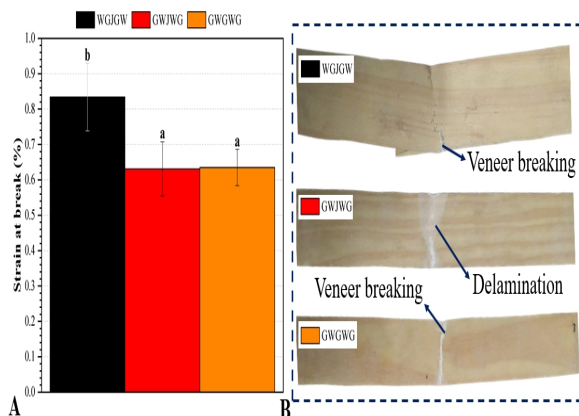 WGJGW GWJWG GWGWG
b
a
a
Strain at break (%)
1.0
0.9
0.8
0.7
0.6
0.5
0.4
0.3
0.2
0.1
0.0
A
WGJGW
Veneer breaking
GWJWG
Delamination
Veneer breaking
GWGWG
B